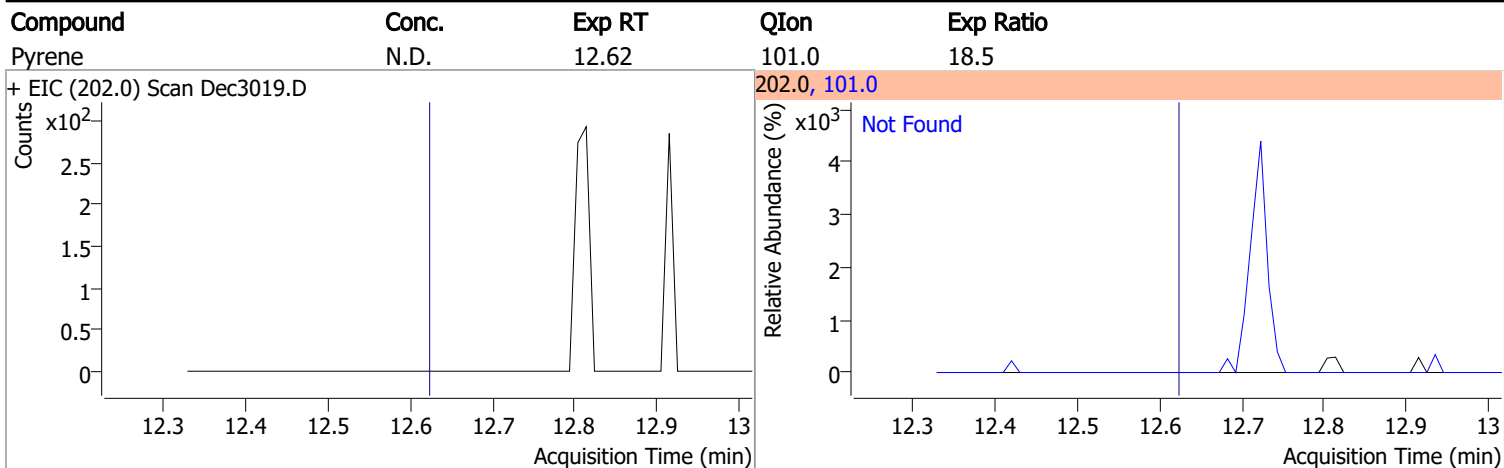 Compound Conc. Exp RT QIon Exp Ratio
Pyrene N.D. 12.62 101.0 18.5
+ EIC (202.0) Scan Dec3019.D
Counts
x10²
2.5
2
1.5
1
0.5
0
12.3 12.4 12.5 12.6 12.7 12.8 12.9 13
Acquisition Time (min)
202.0, 101.0
Relative Abundance (%)
x10³
Not Found
4
3
2
1
0
12.3 12.4 12.5 12.6 12.7 12.8 12.9 13
Acquisition Time (min)